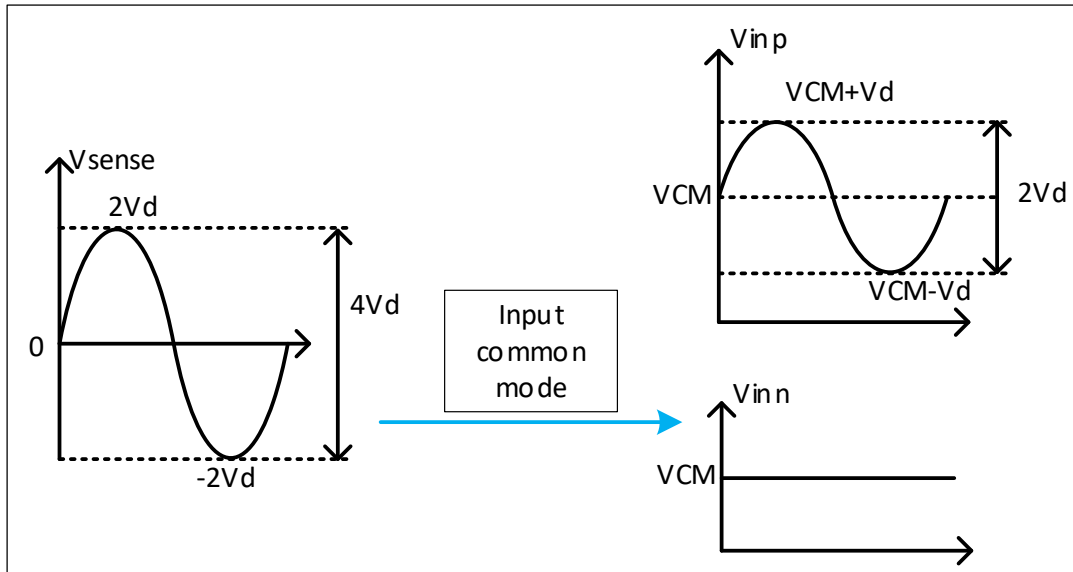 Vsense
2Vd
0
4Vd
-2Vd
Input
common
mode
Vinp
VCM+Vd
VCM
2Vd
VCM-Vd
Vinn
VCM